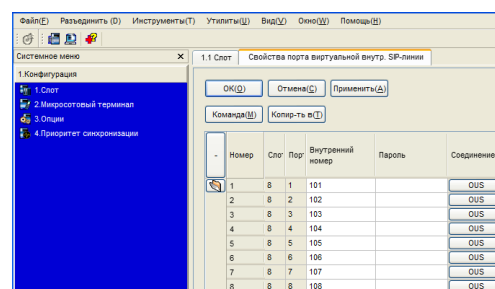 Файл(F) Разъединить (D) Инструменты(T) Утилиты(U) Вид(V) Окно(W) Помощь(H)
Системное меню X
1.1 Слот Свойства порта виртуальной внутр. SIP-линии
1.Конфигурация
1.Слот
2.Микросотовый терминал
3.Опции
4.Приоритет синхронизации
OK(O) Отмена(C) Применить(A)
Команда(M) Копир-ть в(T)
- Номер Слот Порт Внутренний номер Пароль Соединение
1 8 1 101 OUS
2 8 2 102 OUS
3 8 3 103 OUS
4 8 4 104 OUS
5 8 5 105 OUS
6 8 6 106 OUS
7 8 7 107 OUS
8 8 8 108 OUS